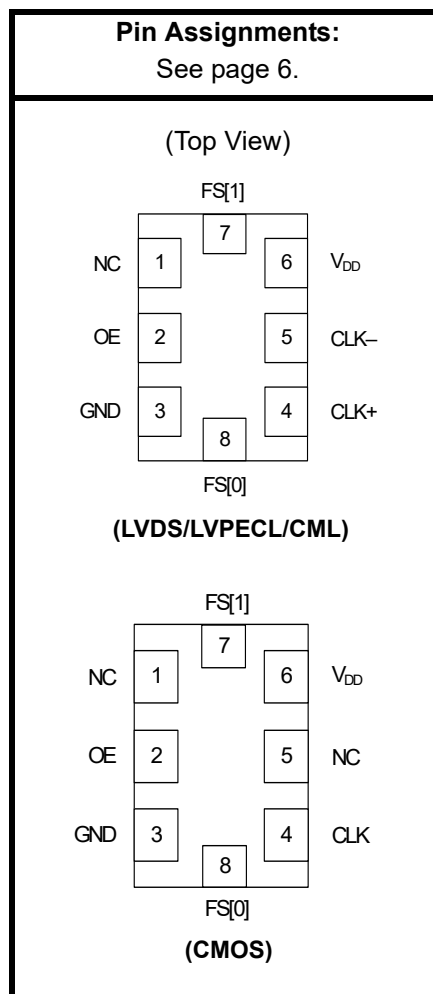 Pin Assignments:
See page 6.
(Top View)
FS[1]
7
NC 1 6 VDD
OE 2 5 CLK–
GND 3 4 CLK+
8
FS[0]
(LVDS/LVPECL/CML)
FS[1]
7
NC 1 6 VDD
OE 2 5 NC
GND 3 4 CLK
8
FS[0]
(CMOS)